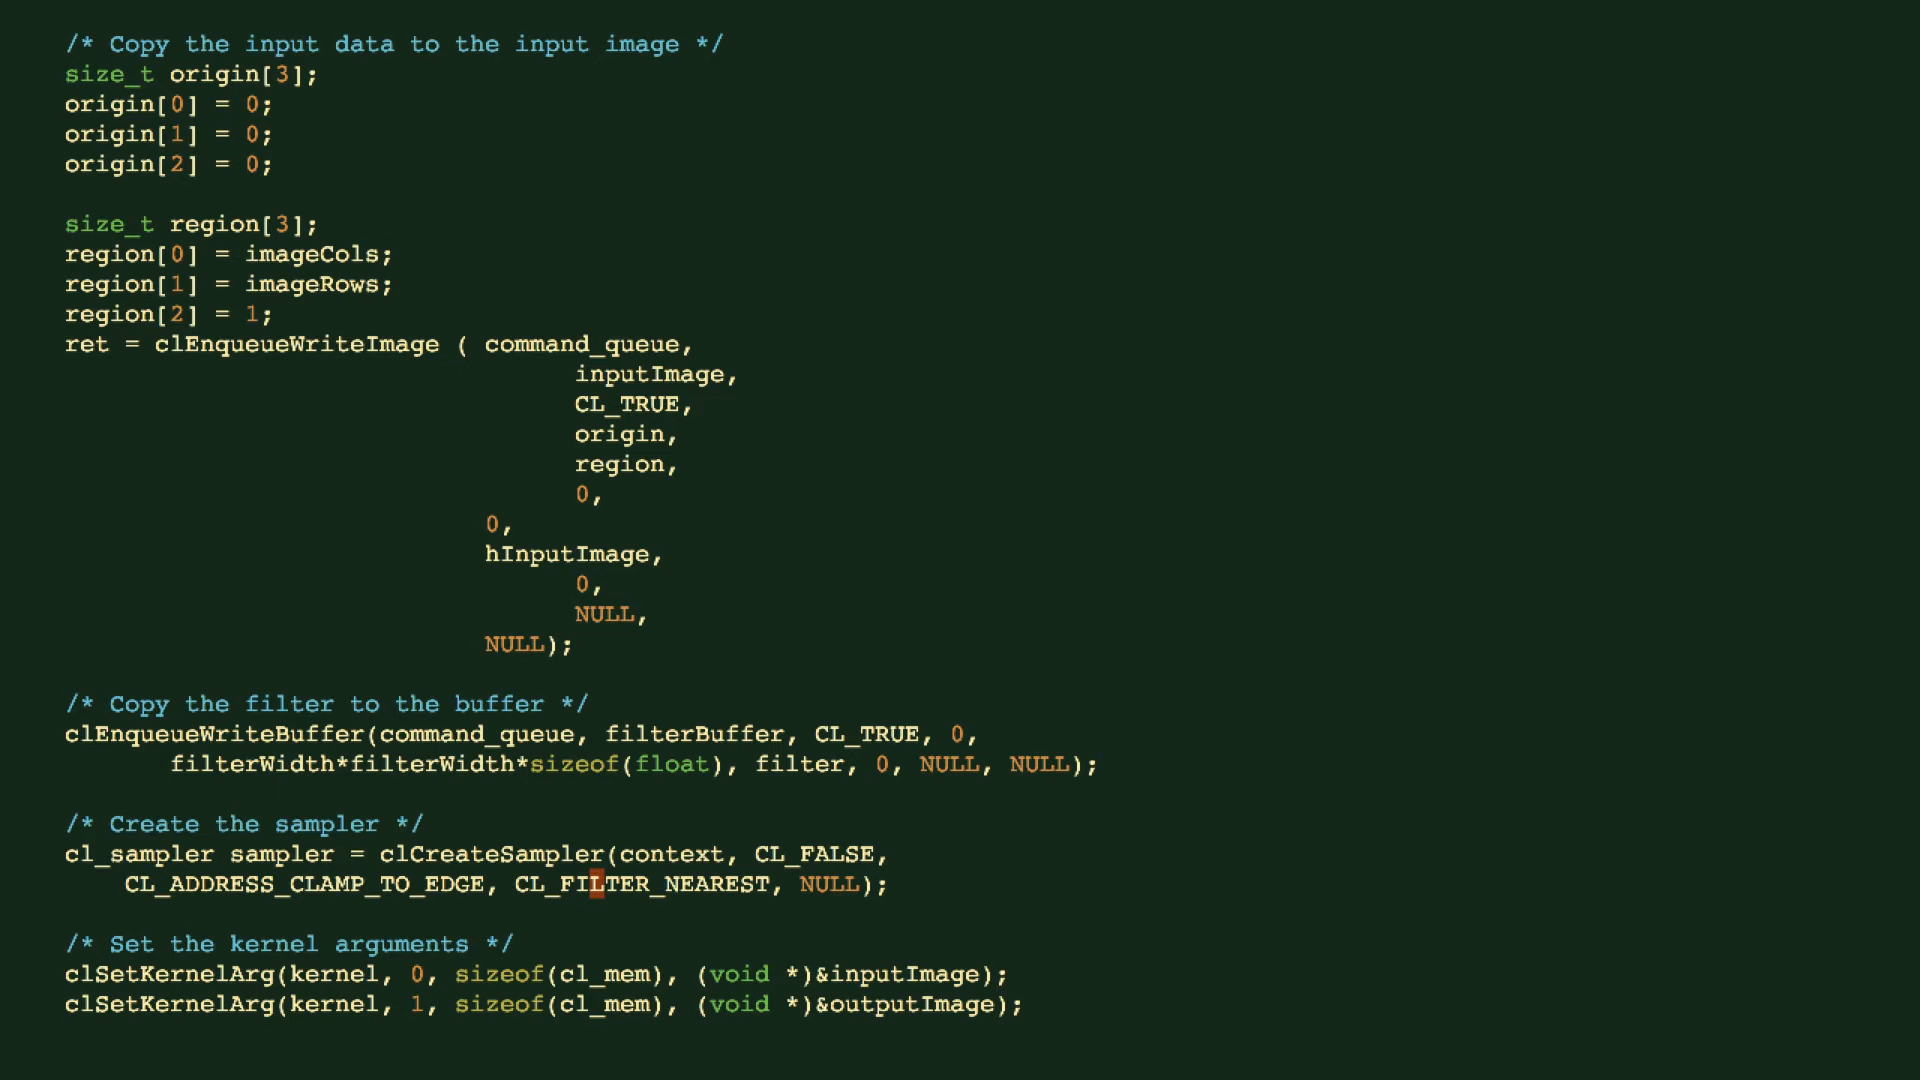 /* Copy the input data to the input image */
size_t origin[3];
origin[0] = 0;
origin[1] = 0;
origin[2] = 0;
size_t region[3];
region[0] = imageCols;
region[1] = imageRows;
region[2] = 1;
ret = clEnqueueWriteImage ( command_queue,
inputImage,
CL_TRUE,
origin,
region,
0,
0,
hInputImage,
0,
NULL,
NULL);
/* Copy the filter to the buffer */
clEnqueueWriteBuffer(command_queue, filterBuffer, CL_TRUE, 0,
filterWidth*filterWidth*sizeof(float), filter, 0, NULL, NULL);
/* Create the sampler */
cl_sampler sampler = clCreateSampler(context, CL_FALSE,
CL_ADDRESS_CLAMP_TO_EDGE, CL_FILTER_NEAREST, NULL);
/* Set the kernel arguments */
clSetKernelArg(kernel, 0, sizeof(cl_mem), (void *)&inputImage);
clSetKernelArg(kernel, 1, sizeof(cl_mem), (void *)&outputImage);